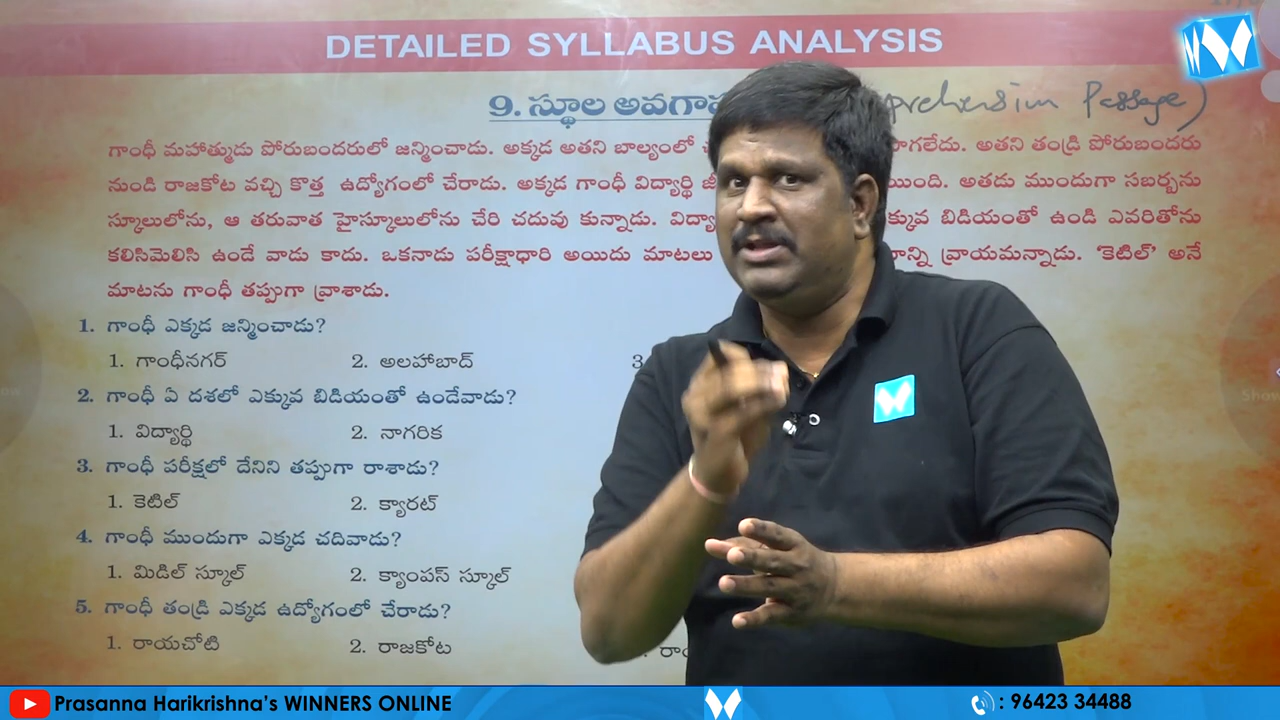 DETAILED SYLLABUS ANALYSIS
9. స్థూల Passage)
గాంధీ మహాత్ముడు పోరుబందరులో జన్మించాడు. అక్కడ అతని బాల్యంలో అతని తండ్రి పోరుబందరు
నుండి రాజకోట వచ్చి కొత్త ఉద్యోగంలో చేరాడు. అక్కడ గాంధీ విద్యార్థి అతడు ముందుగా సబర్బను
స్కూలులోను, ఆ తరువాత హైస్కూలులోను చేరి చదువు కున్నాడు. బిడియంతో ఉండి ఎవరితోను
కలిసిమెలిసి ఉండే వాడు కాదు. ఒకనాడు పరీక్షాధారి అయిదు మాటలు వ్రాయమన్నాడు. ‘కెటిల్’ అనే
మాటను గాంధీ తప్పుగా వ్రాశాడు.
1. గాంధీ ఎక్కడ జన్మించాడు?
1. గాంధీనగర్ 2. అలహాబాద్ 3
2. గాంధీ ఏ దశలో ఎక్కువ బిడియంతో ఉండేవాడు?
1. విద్యార్థి 2. నాగరిక
3. గాంధీ పరీక్షలో దేనిని తప్పుగా రాశాడు?
1. కెటిల్ 2. క్యారట్
4. గాంధీ ముందుగా ఎక్కడ చదివాడు?
1. మిడిల్ స్కూల్ 2. క్యాంపస్ స్కూల్
5. గాంధీ తండ్రి ఎక్కడ ఉద్యోగంలో చేరాడు?
1. రాయచోటి 2. రాజకోట
Prasanna Harikrishna's WINNERS ONLINE : 96423 34488